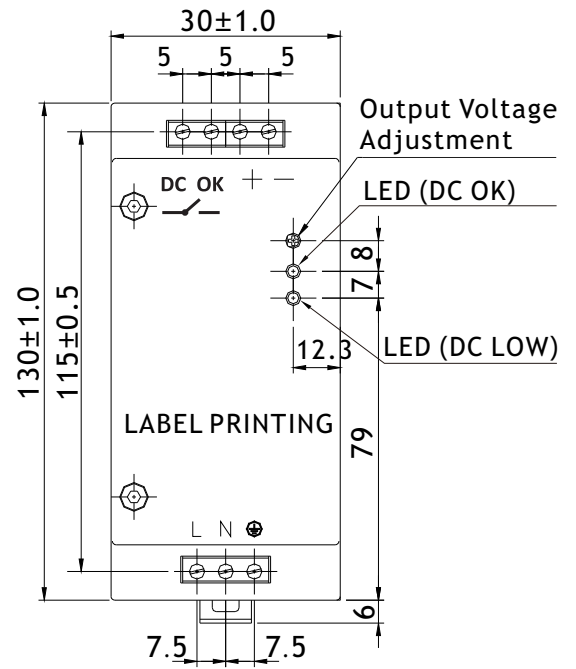 30±1.0
5 5 5
Output Voltage
Adjustment
DC OK + −
LED (DC OK)
8
7
130±1.0
115±0.5
12.3
LED (DC LOW)
79
LABEL PRINTING
L N
6
7.5 7.5